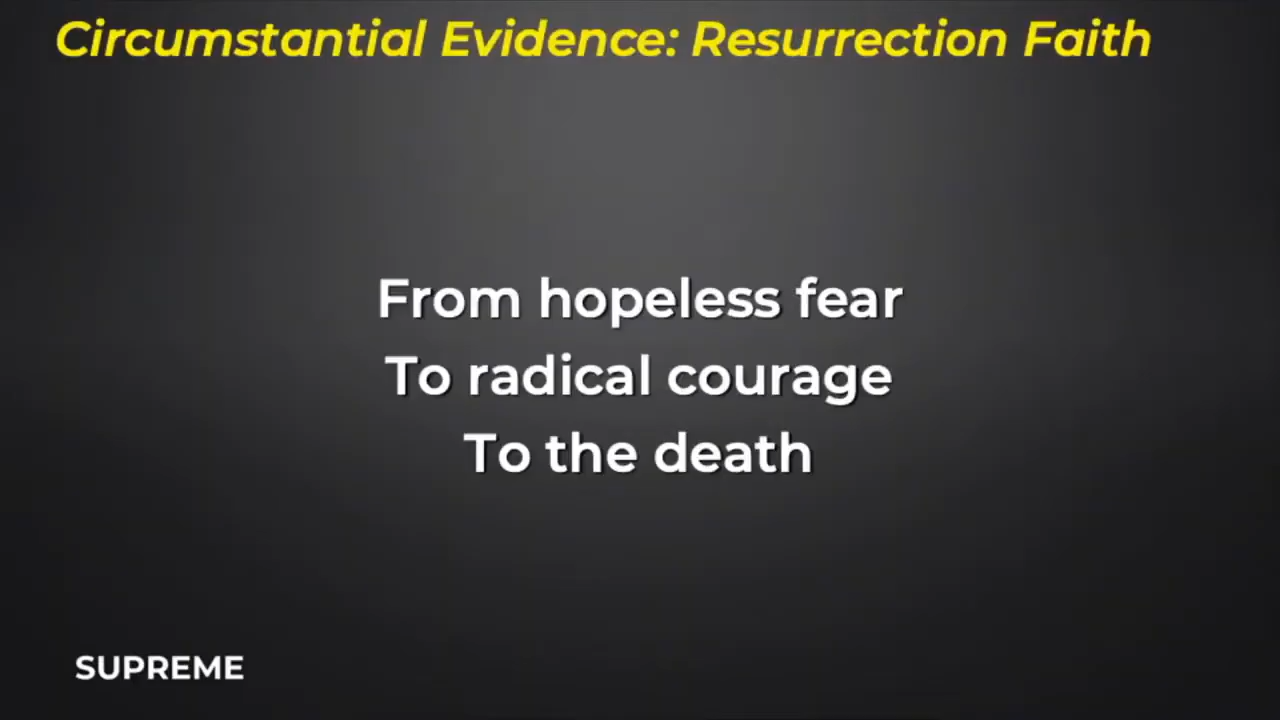 Circumstantial Evidence: Resurrection Faith
From hopeless fear
To radical courage
To the death
SUPREME